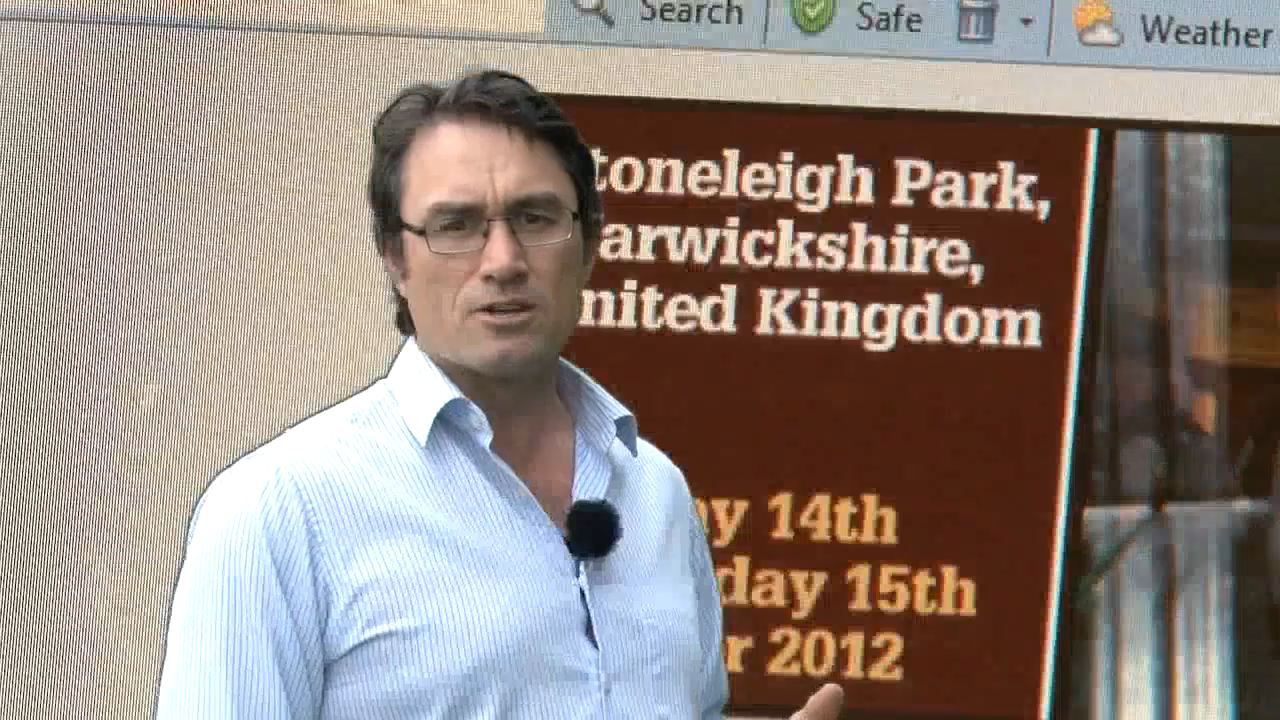 Search Safe Weather
toneleigh Park,
arwickshire,
nited Kingdom
y 14th
day 15th
r 2012